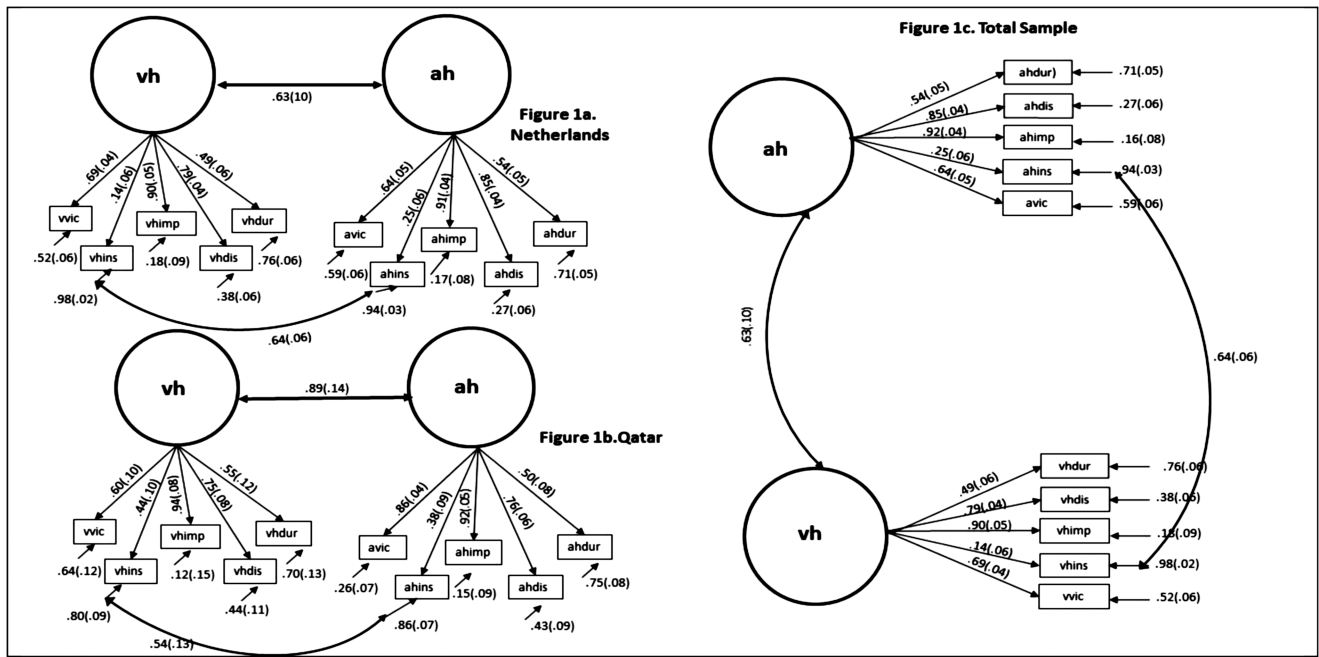 vh
ah
.63(10)
Figure 1a.
Netherlands
.69(.04)
.14(.06)
.90(.05)
.79(.04)
.49(.06)
.64(.05)
.25(.06)
.91(.04)
.85(.04)
.54(.05)
vvic
vhins
vhimp
vhdis
vhdur
avic
ahins
ahimp
ahdis
ahdur
.52(.06)
.98(.02)
.18(.09)
.38(.06)
.76(.06)
.59(.06)
.94(.03)
.17(.08)
.27(.06)
.71(.05)
.64(.06)
vh
ah
.89(.14)
Figure 1b.Qatar
.60(.10)
.44(.10)
.94(.08)
.75(.08)
.55(.12)
.86(.04)
.38(.09)
.92(.05)
.76(.06)
.50(.08)
vvic
vhins
vhimp
vhdis
vhdur
avic
ahins
ahimp
ahdis
ahdur
.64(.12)
.80(.09)
.12(.15)
.44(.11)
.70(.13)
.26(.07)
.86(.07)
.15(.09)
.43(.09)
.75(.08)
.54(.13)
Figure 1c. Total Sample
ah
.54(.05)
.85(.04)
.92(.04)
.25(.06)
.64(.05)
ahdur) .71(.05)
ahdis .27(.06)
ahimp .16(.08)
ahins .94(.03)
avic .59(.06)
.63(.10)
.64(.06)
vh
.49(.06)
.79(.04)
.90(.05)
.14(.06)
.69(.04)
vhdur .76(.06)
vhdis .38(.06)
vhimp .18(.09)
vhins .98(.02)
vvic .52(.06)